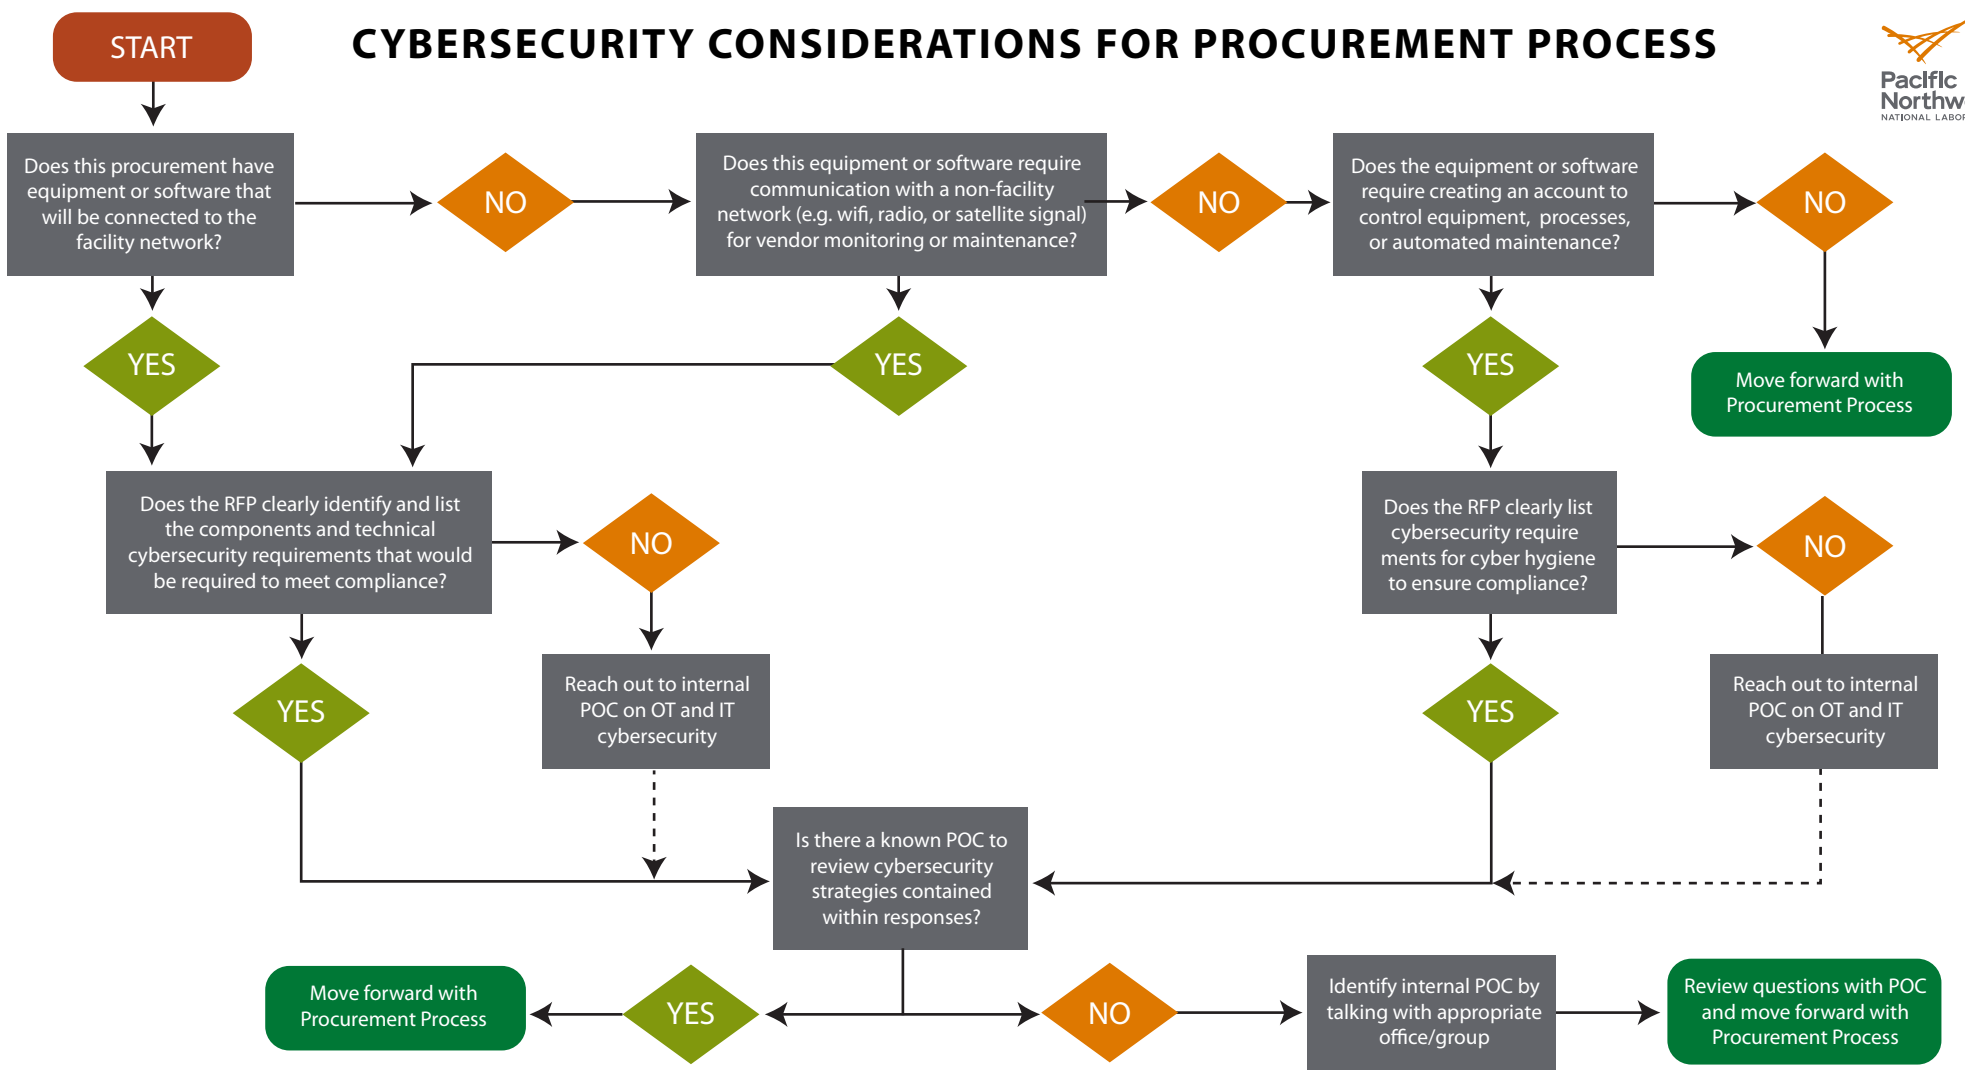 START
CYBERSECURITY CONSIDERATIONS FOR PROCUREMENT PROCESS
Pacific
NATIONAL
Does this procurement have
equipment or software that
will be connected to the
facility network?
NO
Does this equipment or software require
communication with a non-facility
network (e.g. wifi, radio, or satellite signal)
for vendor monitoring or maintenance?
NO
Does the equipment or software
require creating an account to
control equipment, processes,
or automated maintenance?
NO
YES
YES
YES
Move forward with
Procurement Process
Does the RFP clearly identify and list
the components and technical
cybersecurity requirements that would
be required to meet compliance?
NO
Does the RFP clearly list
cybersecurity require
ments for cyber hygiene
to ensure compliance?
NO
YES
Reach out to internal
POC on OT and IT
cybersecurity
YES
Reach out to internal
POC on OT and IT
cybersecurity
Is there a known POC to
review cybersecurity
strategies contained
within responses?
Move forward with
Procurement Process
YES
NO
Identify internal POC by
talking with appropriate
office/group
Review questions with POC
and move forward with
Procurement Process